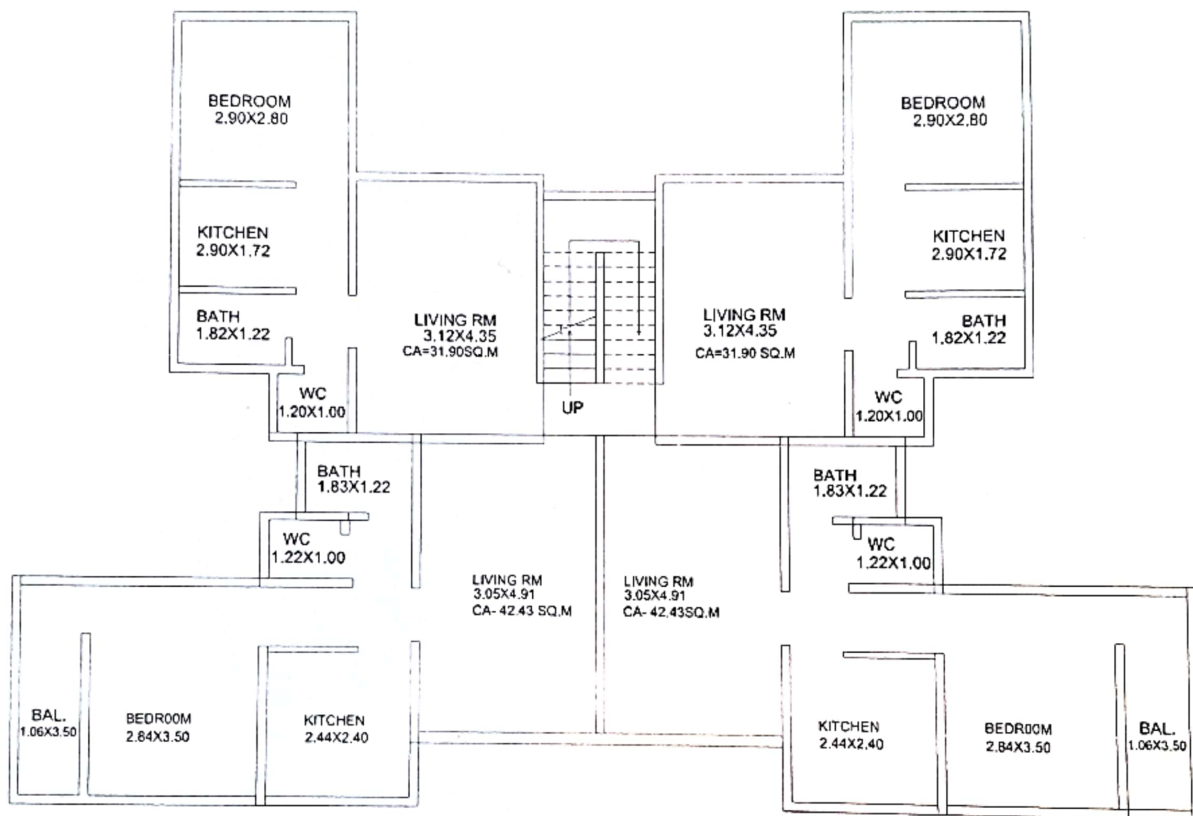 BEDROOM
2.90X2.80
BEDROOM
2.90X2.80
KITCHEN
2.90X1.72
KITCHEN
2.90X1.72
BATH
1.82X1.22
LIVING RM
3.12X4.35
CA=31.90SQ.M
LIVING RM
3.12X4.35
CA=31.90 SQ.M
BATH
1.82X1.22
WC
1.20X1.00
UP
WC
1.20X1.00
BATH
1.83X1.22
BATH
1.83X1.22
WC
1.22X1.00
WC
1.22X1.00
LIVING RM
3.05X4.91
CA- 42.43 SQ.M
LIVING RM
3.05X4.91
CA- 42.43SQ.M
BAL.
1.06X3.50
BEDROOM
2.84X3.50
KITCHEN
2.44X2.40
KITCHEN
2.44X2.40
BEDROOM
2.84X3.50
BAL.
1.06X3.50